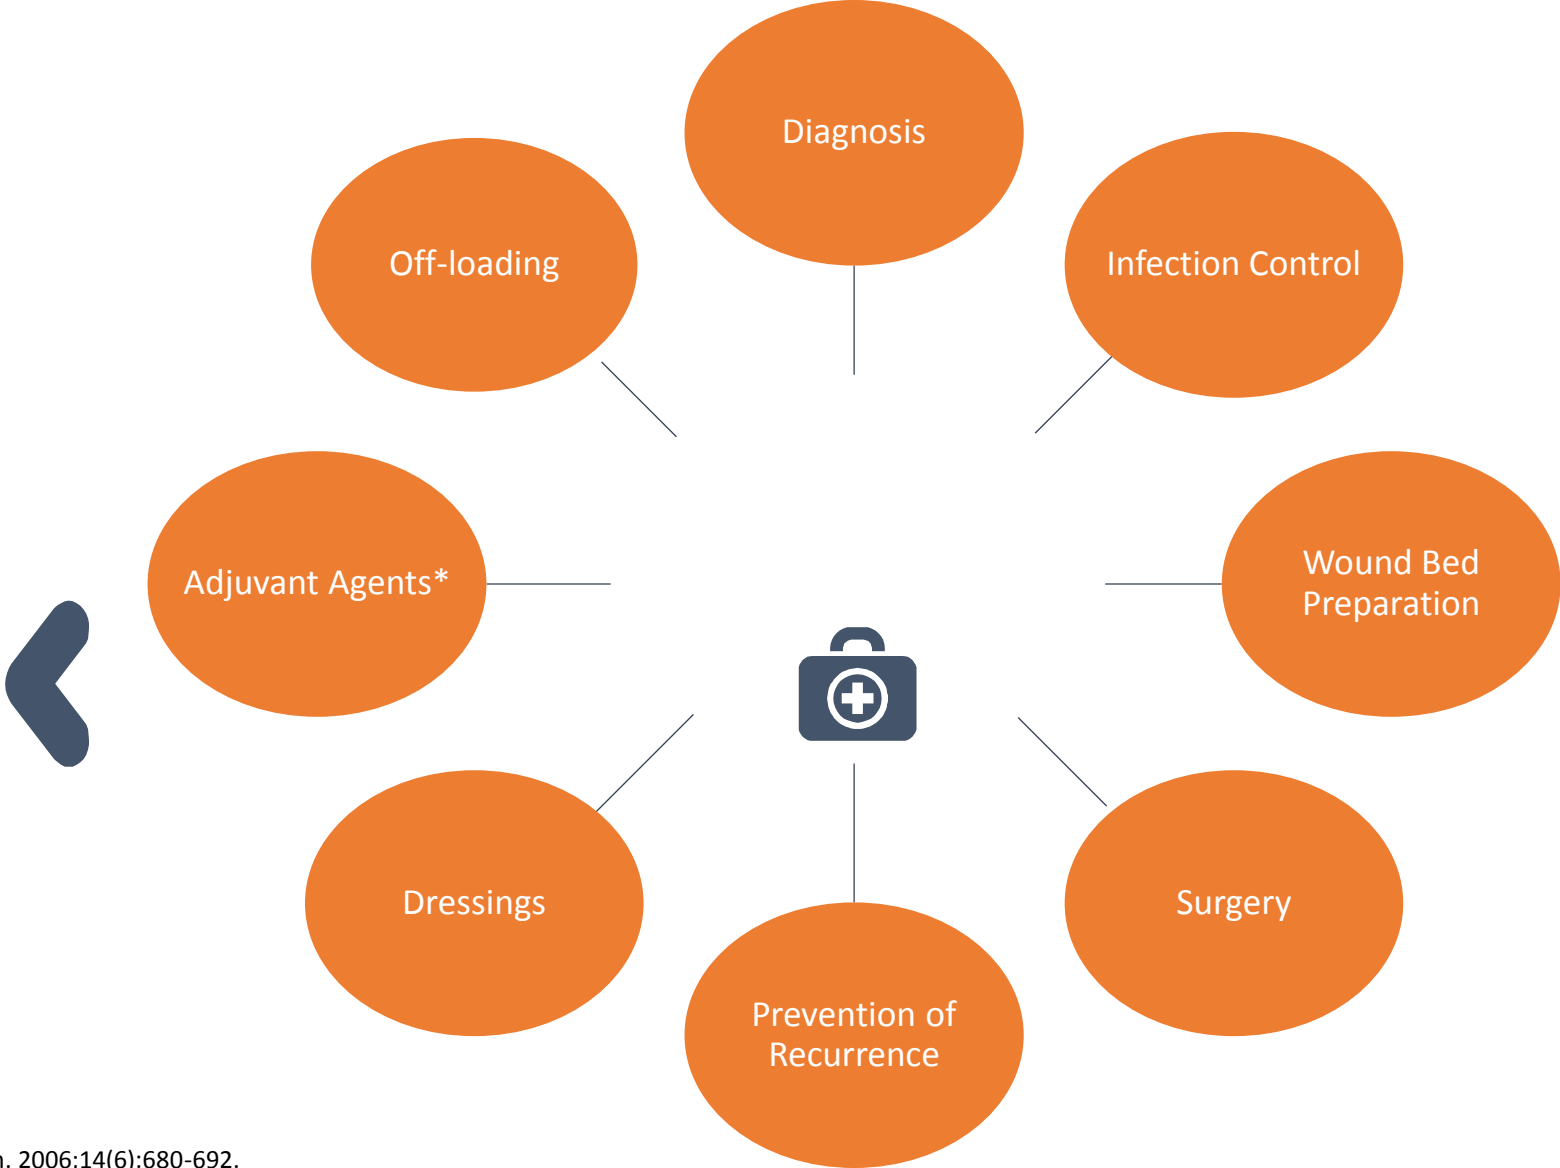 Diagnosis
Off-loading
Infection Control
Adjuvant Agents*
Wound Bed
Preparation
Dressings
Surgery
Prevention of
Recurrence
2006;14(6):680-692.